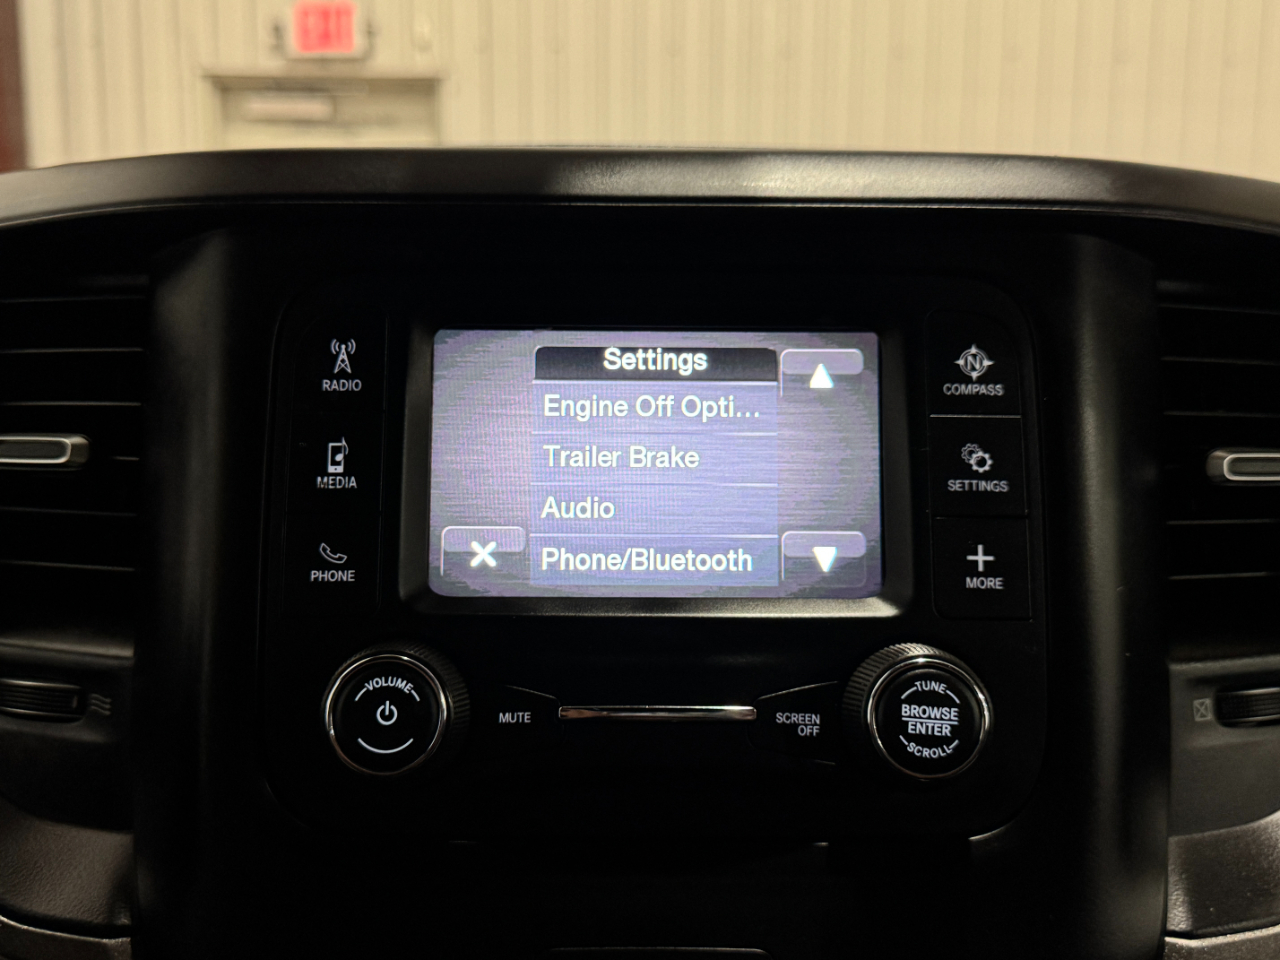 EXIT
RADIO
MEDIA
PHONE
Settings
Engine Off Opti...
Trailer Brake
Audio
Phone/Bluetooth
N
COMPASS
SETTINGS
MORE
VOLUME
MUTE
SCREEN
OFF
TUNE
BROWSE
ENTER
SCROLL